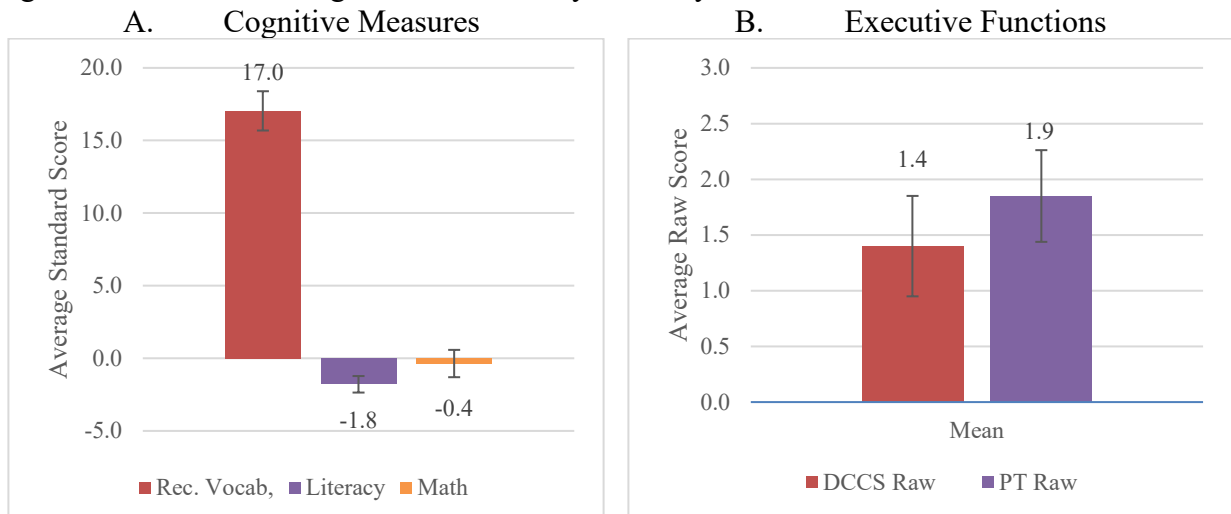 A. Cognitive Measures
20.0
15.0
10.0
5.0
0.0
-5.0
Average Standard Score
17.0
-1.8
-0.4
Rec. Vocab, Literacy Math
B. Executive Functions
3.0
2.5
2.0
1.5
1.0
0.5
0.0
Average Raw Score
1.4
1.9
Mean
DCCS Raw PT Raw